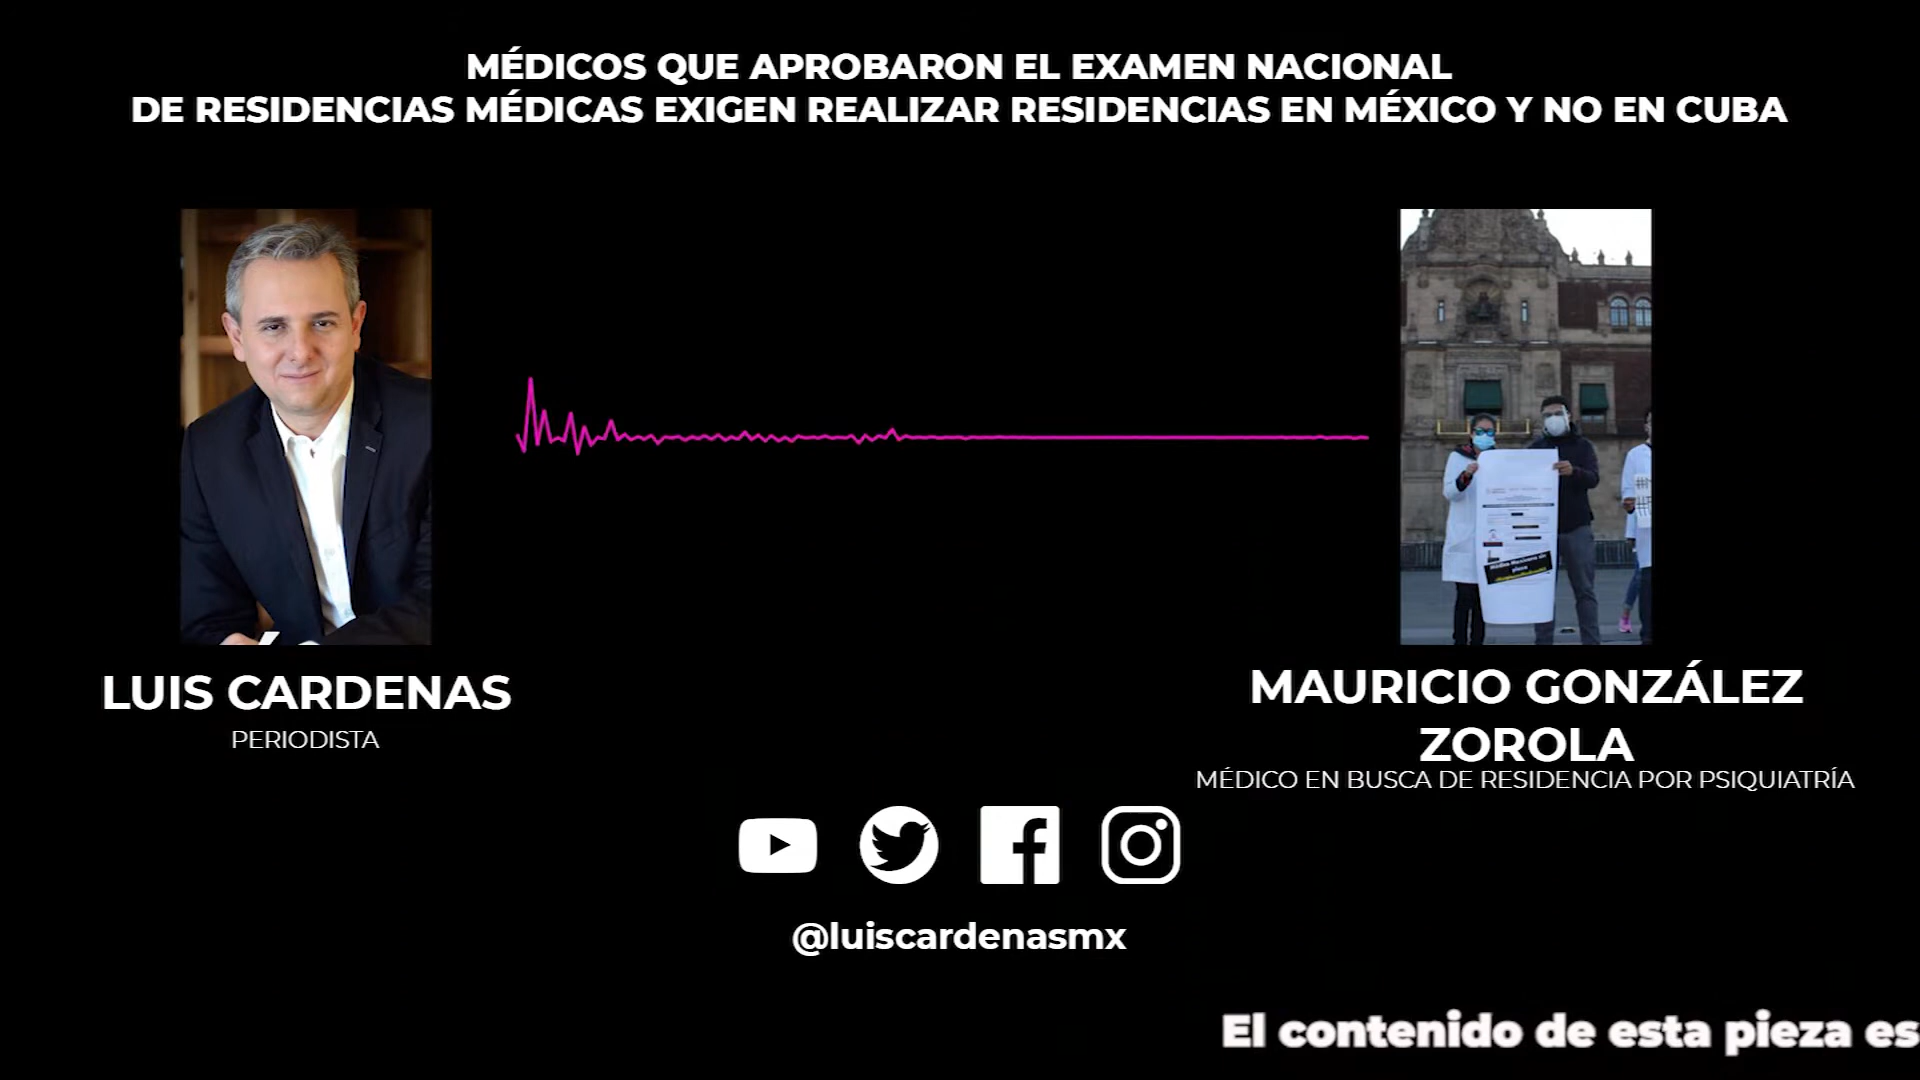 MÉDICOS QUE APROBARON EL EXAMEN NACIONAL
DE RESIDENCIAS MÉDICAS EXIGEN REALIZAR RESIDENCIAS EN MÉXICO Y NO EN CUBA
LUIS CARDENAS
PERIODISTA
MAURICIO GONZÁLEZ
ZOROLA
MÉDICO EN BUSCA DE RESIDENCIA POR PSIQUIATRÍA
@luiscardenasmx
El contenido de esta pieza es